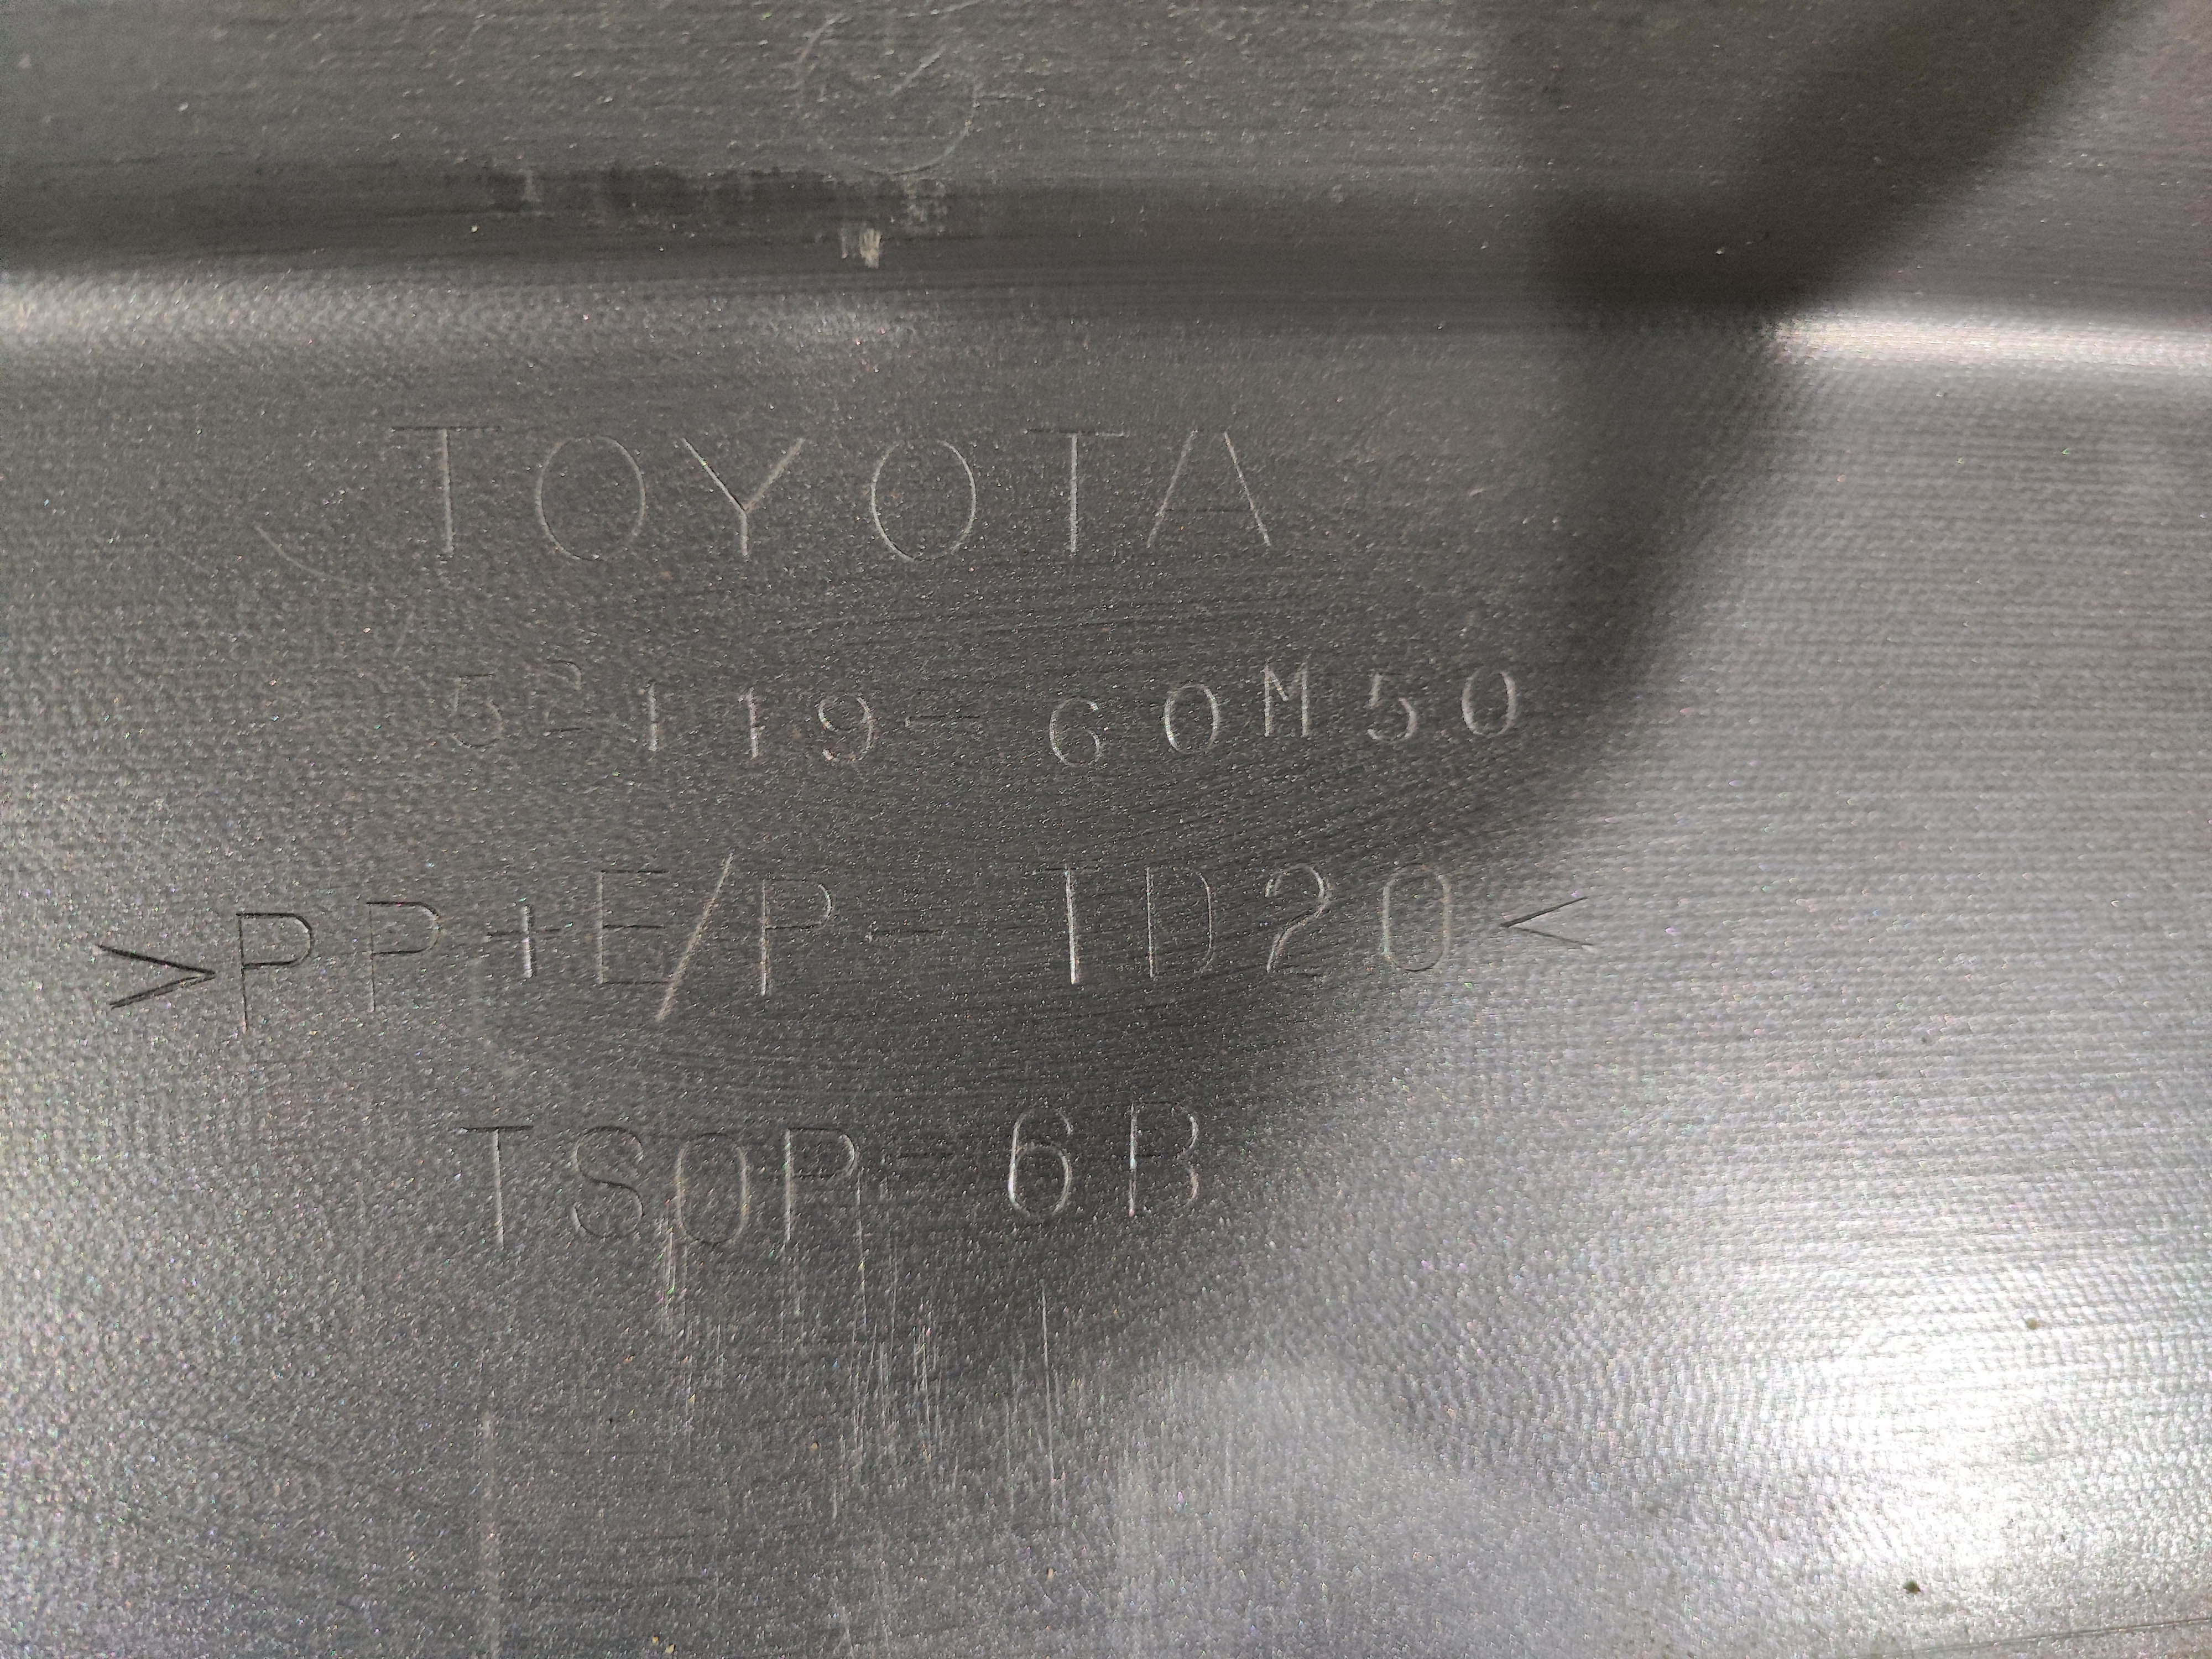 TOYOTA
52119-60M50
>PP+E/P-TD20<
TSOP-6B